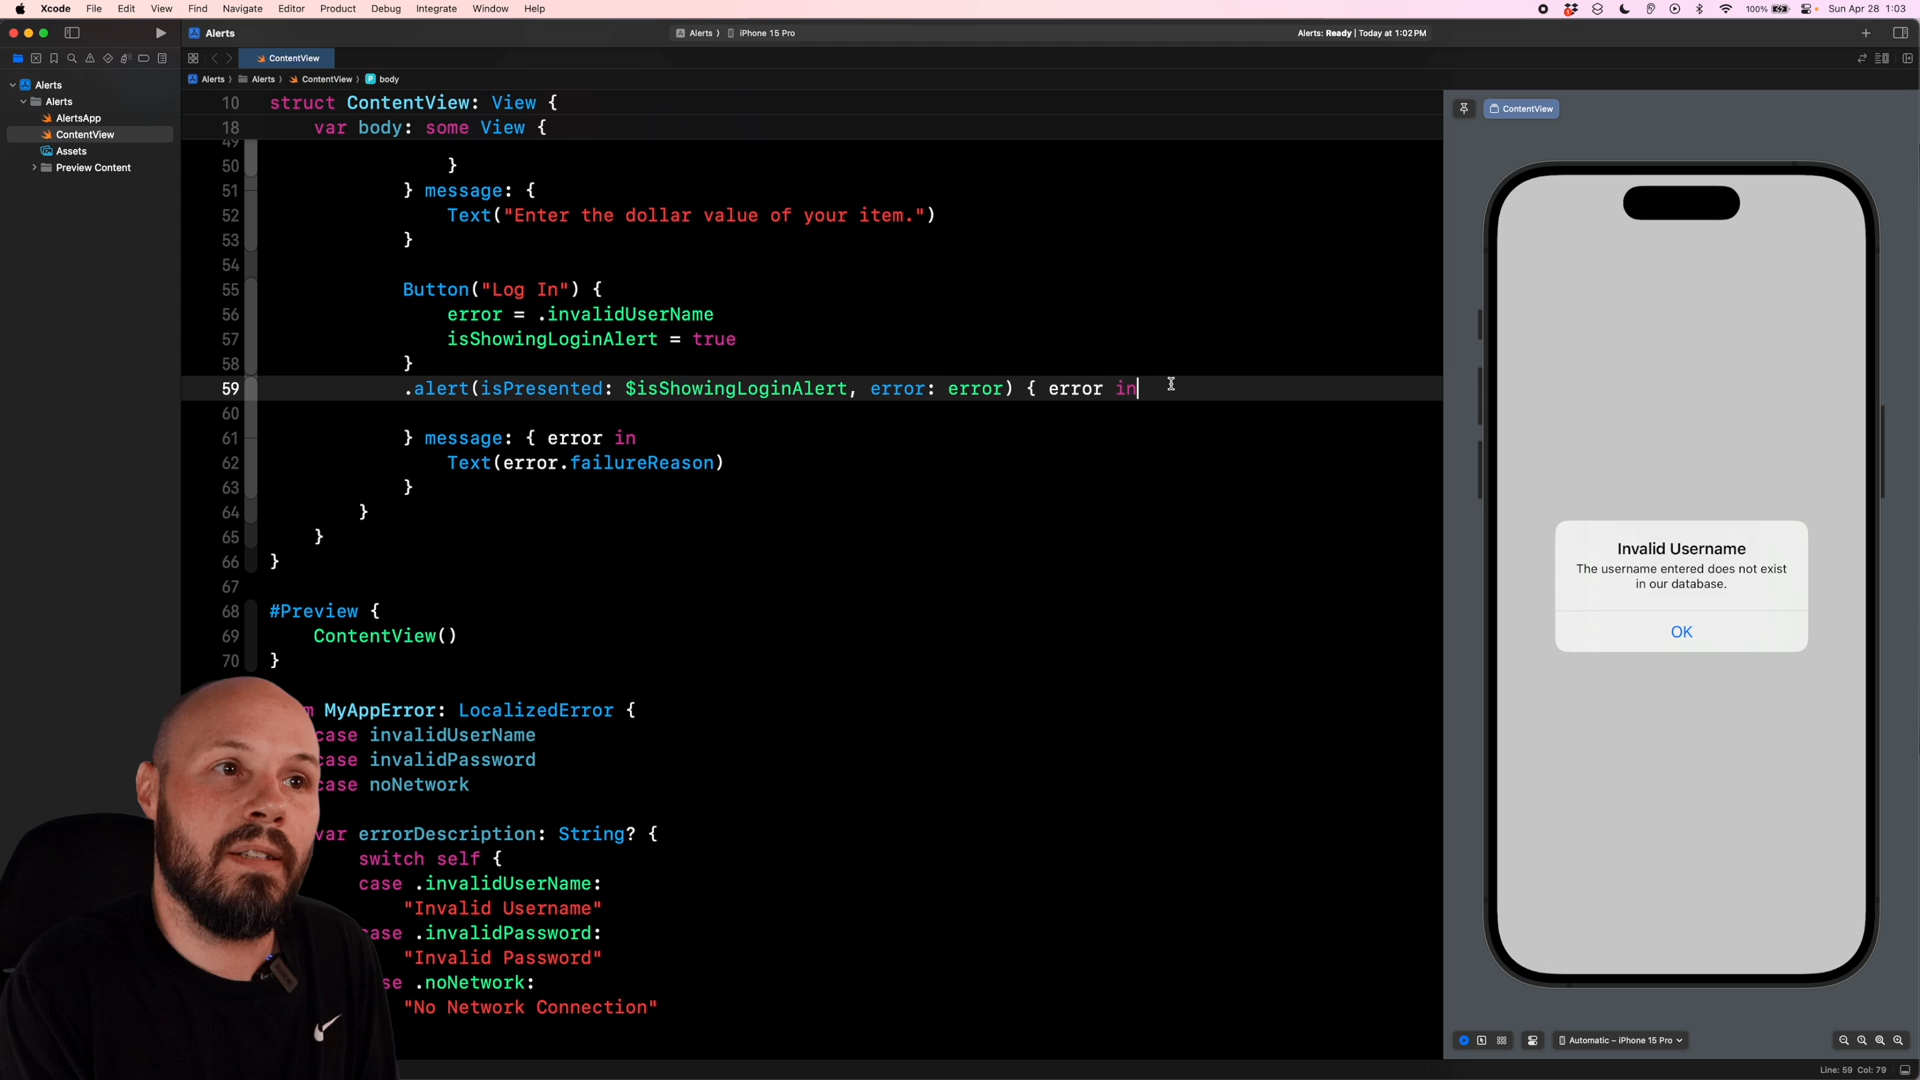 Xcode File Edit View Find Navigate Editor Product Debug Integrate Window Help
100% Sun Apr 28 1:03
Alerts
Alerts iPhone 15 Pro
Alerts: Ready | Today at 1:02 PM
ContentView
Alerts Alerts ContentView body
Alerts
Alerts
AlertsApp
ContentView
Assets
Preview Content
10 struct ContentView: View {
18 var body: some View {
49
50 }
51 } message: {
52 Text("Enter the dollar value of your item.")
53 }
54
55 Button("Log In") {
56 error = .invalidUserName
57 isShowingLoginAlert = true
58 }
59 .alert(isPresented: $isShowingLoginAlert, error: error) { error in
60
61 } message: { error in
62 Text(error.failureReason)
63 }
64 }
65 }
66 }
67
68 #Preview {
69 ContentView()
70 }
MyAppError: LocalizedError {
case invalidUserName
case invalidPassword
case noNetwork
var errorDescription: String? {
switch self {
case .invalidUserName:
"Invalid Username"
case .invalidPassword:
"Invalid Password"
se .noNetwork:
"No Network Connection"
ContentView
Invalid Username
The username entered does not exist
in our database.
OK
Automatic – iPhone 15 Pro
Line: 59 Col: 79